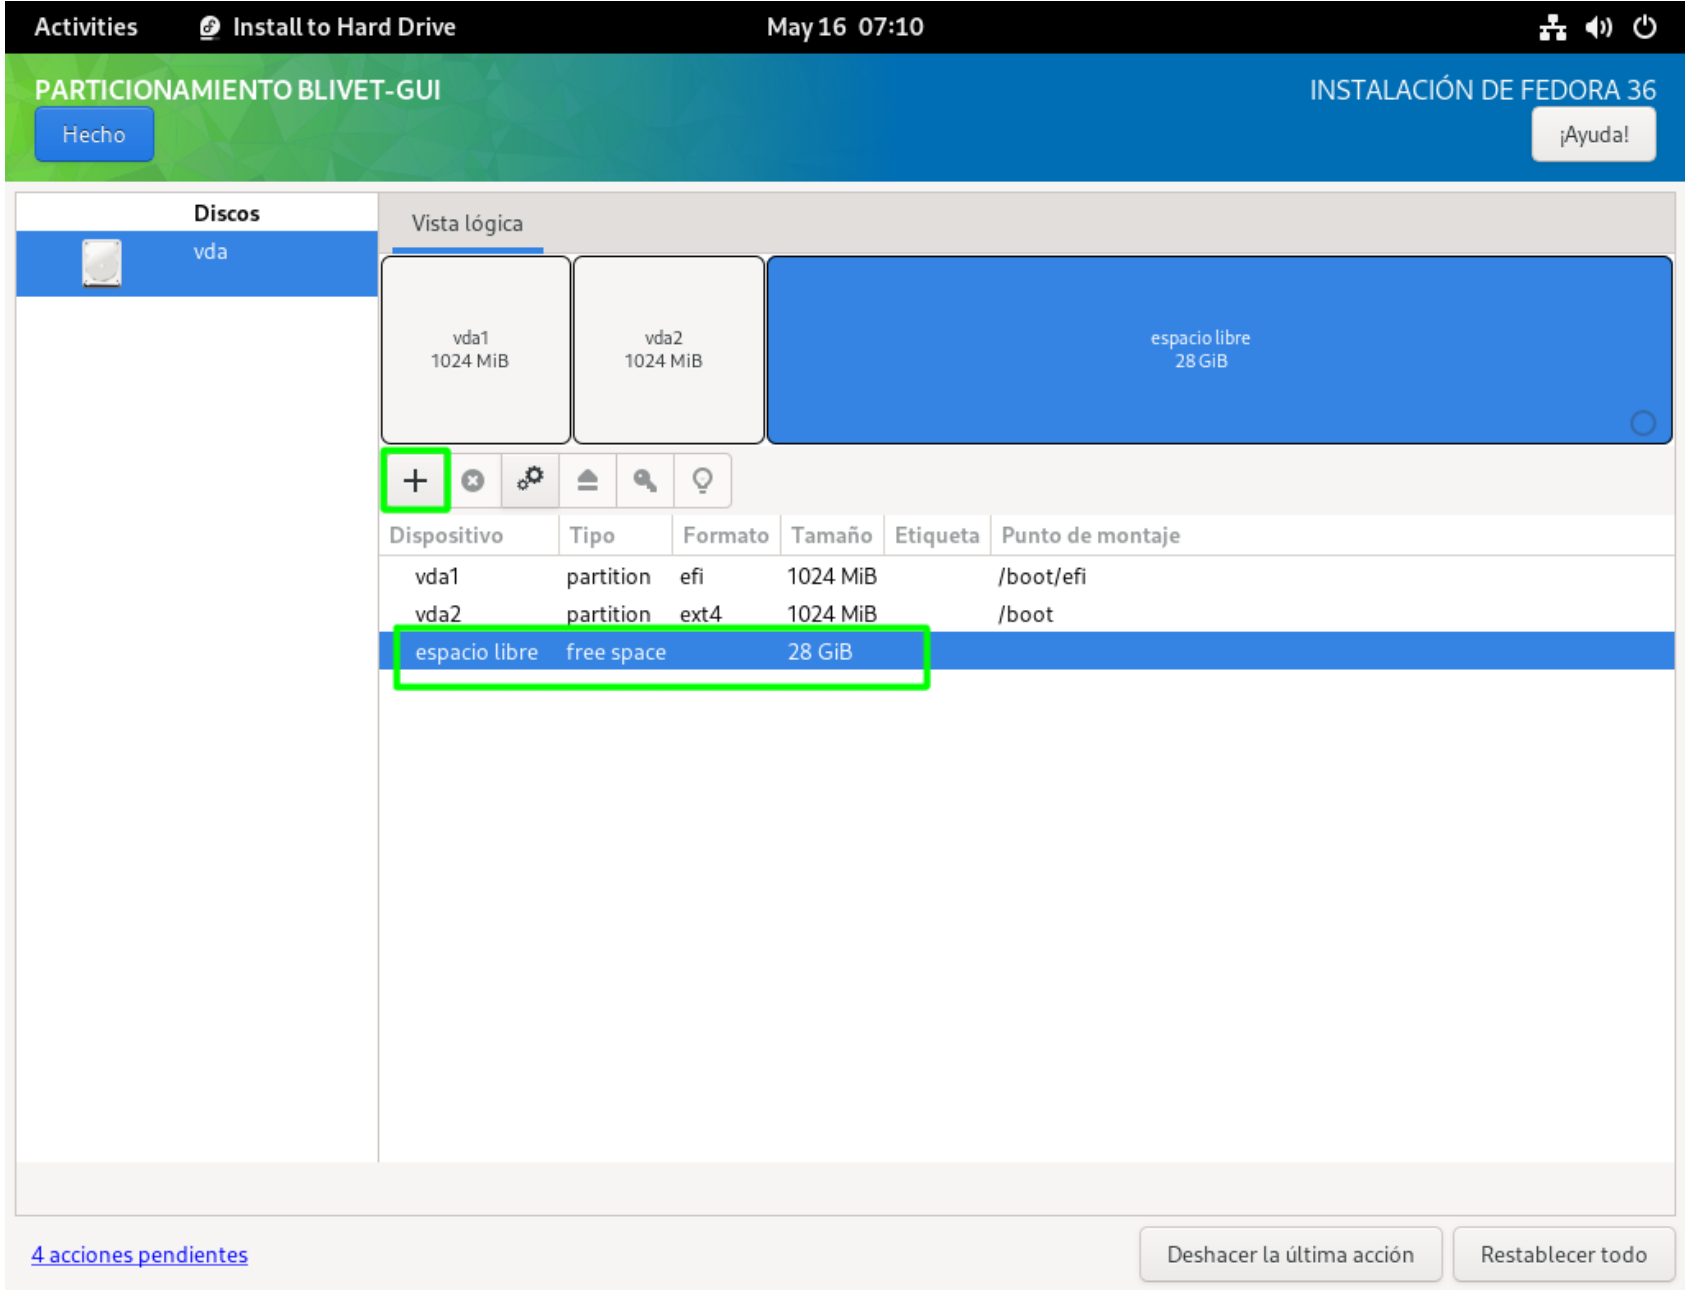 Activities Install to Hard Drive May 16 07:10
PARTICIONAMIENTO BLIVET-GUI INSTALACIÓN DE FEDORA 36
Hecho ¡Ayuda!
Discos Vista lógica
vda
vda1 vda2 espacio libre
1024 MiB 1024 MiB 28 GiB
Dispositivo Tipo Formato Tamaño Etiqueta Punto de montaje
vda1 partition efi 1024 MiB /boot/efi
vda2 partition ext4 1024 MiB /boot
espacio libre free space 28 GiB
4 acciones pendientes Deshacer la última acción Restablecer todo